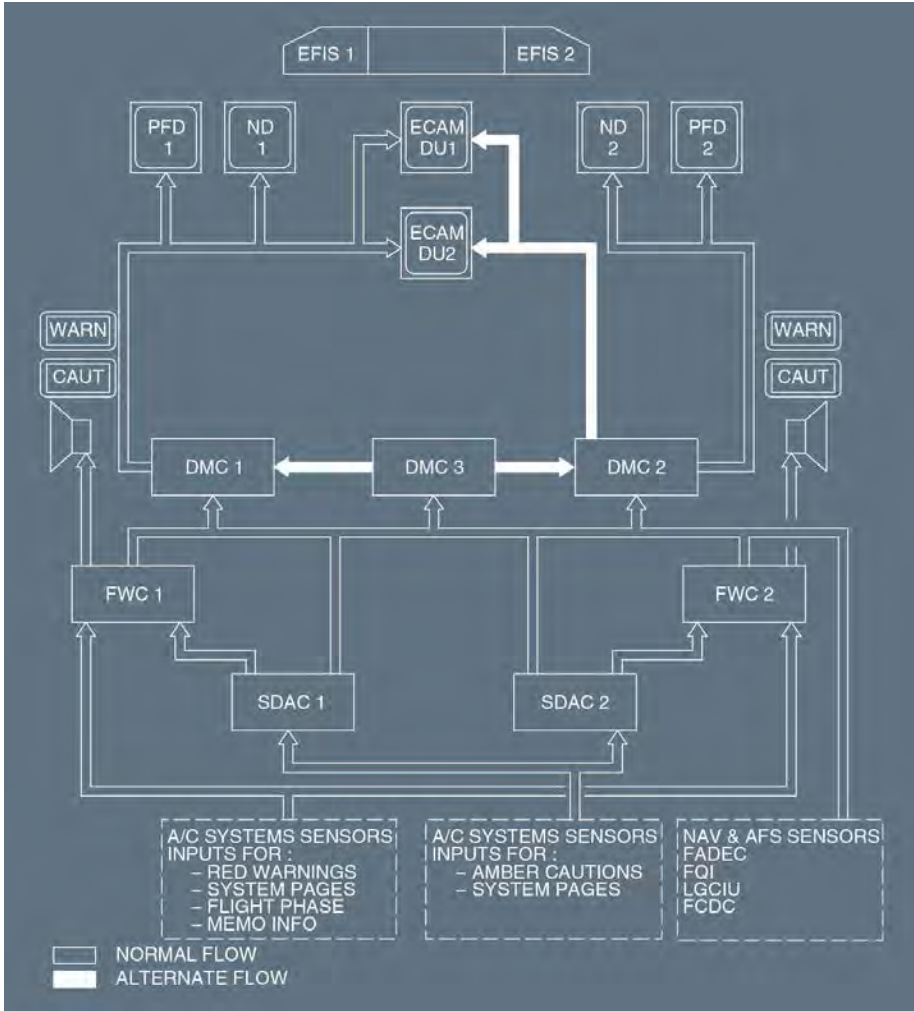 EFIS 1
EFIS 2
PFD
1
ND
1
ECAM
DU1
ND
2
PFD
2
ECAM
DU2
WARN
WARN
CAUT
CAUT
DMC 1
DMC 3
DMC 2
FWC 1
FWC 2
SDAC 1
SDAC 2
A/C SYSTEMS SENSORS
INPUTS FOR :
– RED WARNINGS
– SYSTEM PAGES
– FLIGHT PHASE
– MEMO INFO
A/C SYSTEMS SENSORS
INPUTS FOR :
– AMBER CAUTIONS
– SYSTEM PAGES
NAV & AFS SENSORS
FADEC
FQI
LGCIU
FCDC
NORMAL FLOW
ALTERNATE FLOW